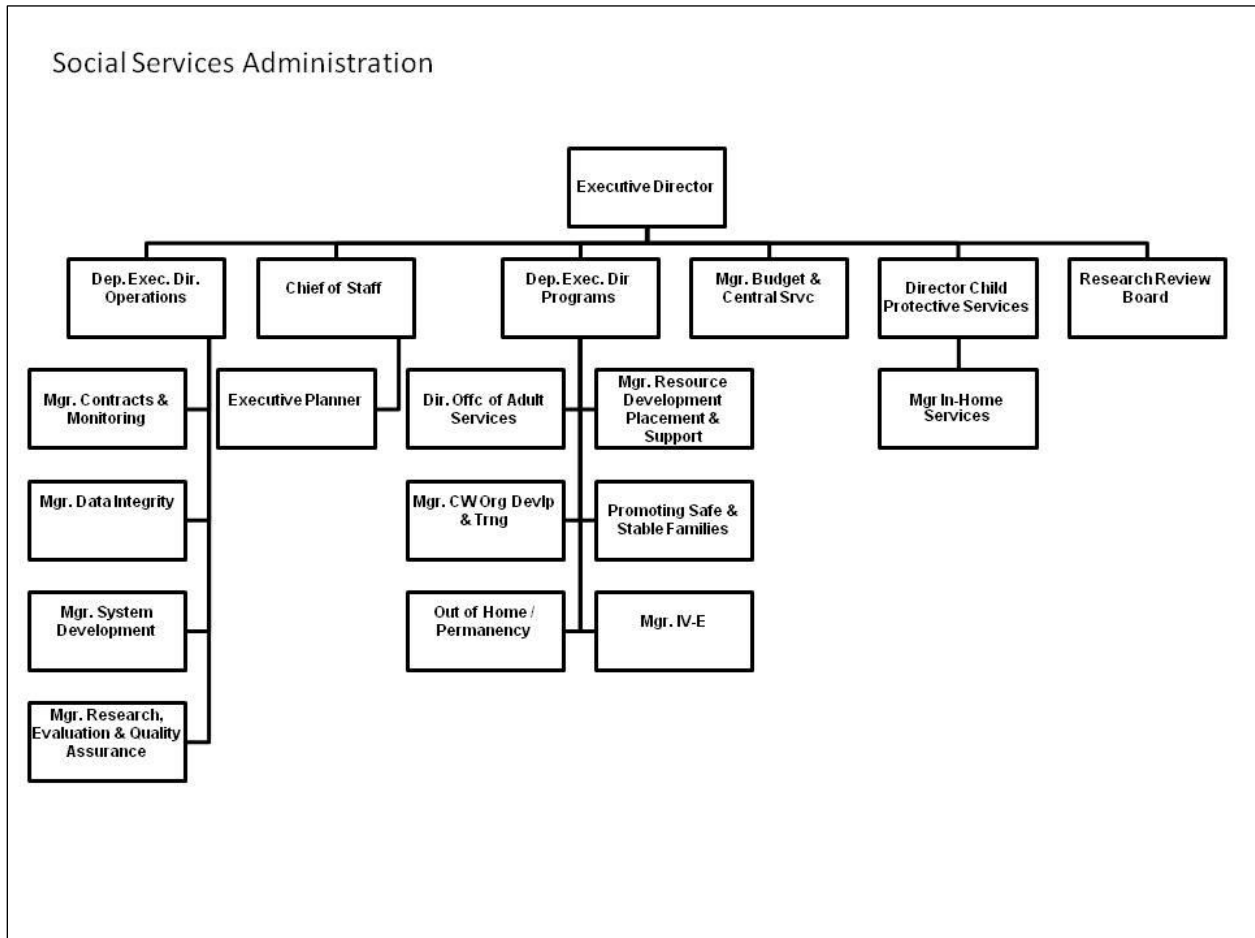 Social Services Administration
Executive Director
Dep. Exec. Dir.
Operations
Chief of Staff
Dep. Exec. Dir
Programs
Mgr. Budget &
Central Srvc
Director Child
Protective Services
Research Review
Board
Mgr. Contracts &
Monitoring
Executive Planner
Dir. Offc of Adult
Services
Mgr. Resource
Development
Placement &
Support
Mgr In-Home
Services
Mgr. Data Integrity
Mgr. CW Org Devlp
& Trng
Promoting Safe &
Stable Families
Mgr. System
Development
Out of Home /
Permanency
Mgr. IV-E
Mgr. Research,
Evaluation & Quality
Assurance